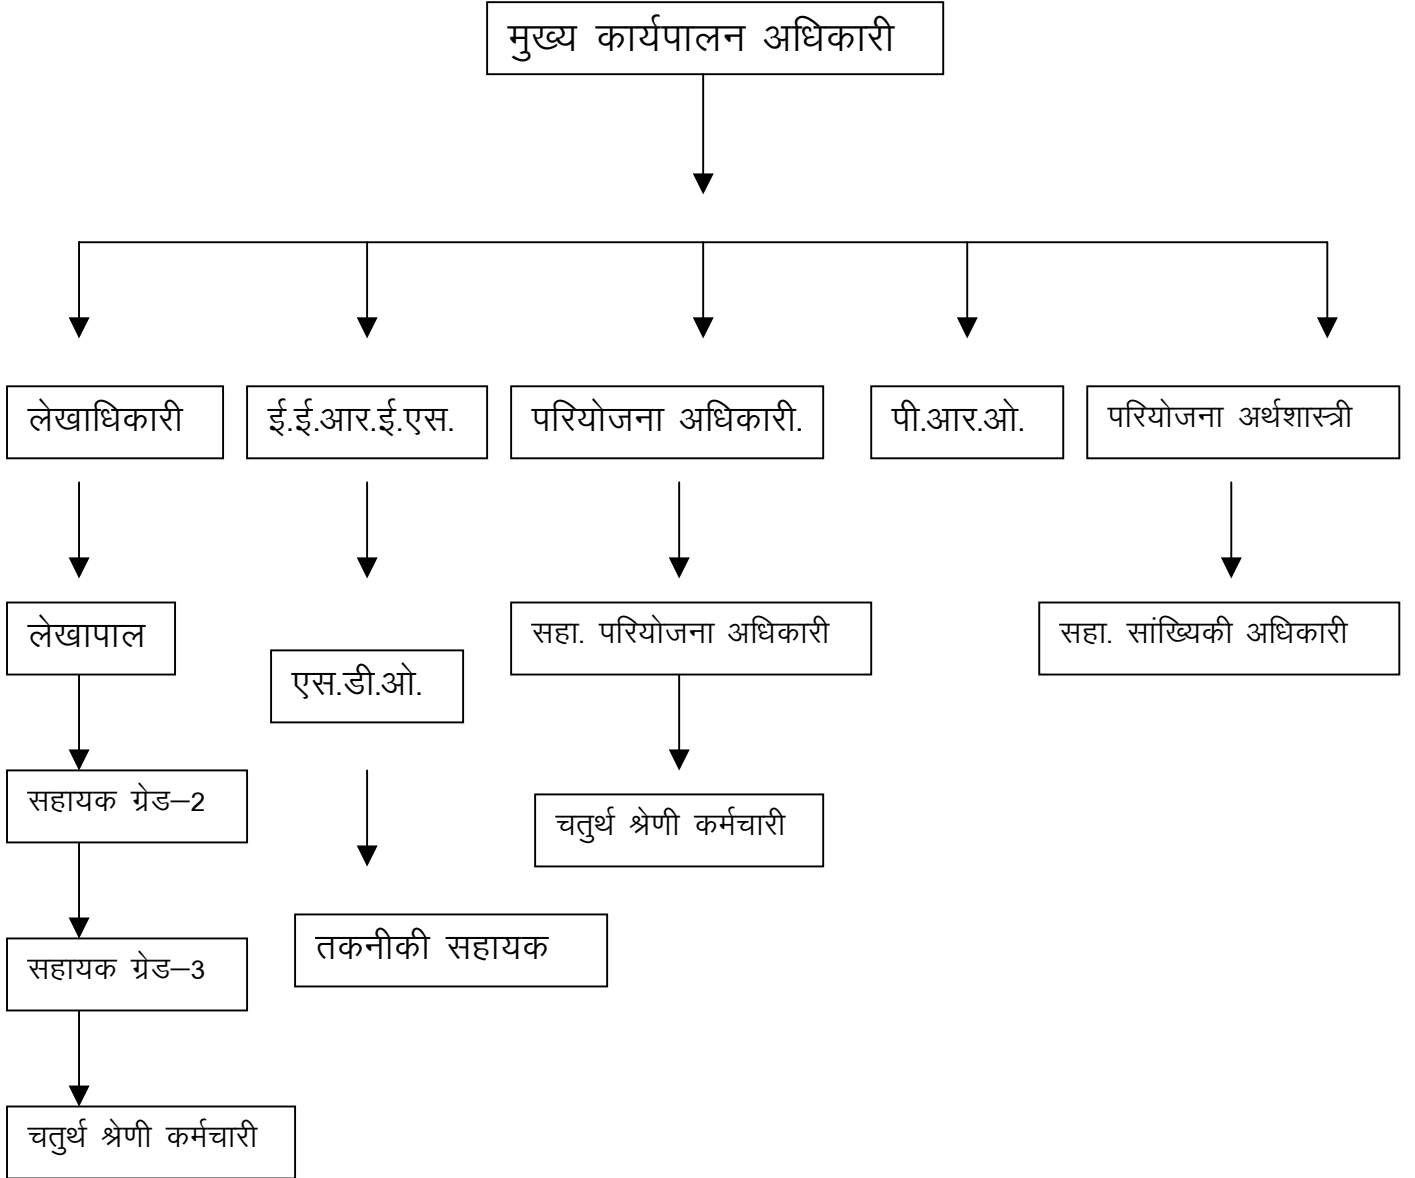 मुख्य कार्यपालन अधिकारी
लेखाधिकारी
ई.ई.आर.ई.एस.
परियोजना अधिकारी.
पी.आर.ओ.
परियोजना अर्थशास्त्री
लेखापाल
सहा. परियोजना अधिकारी
सहा. सांख्यिकी अधिकारी
एस.डी.ओ.
सहायक ग्रेड–2
चतुर्थ श्रेणी कर्मचारी
तकनीकी सहायक
सहायक ग्रेड–3
चतुर्थ श्रेणी कर्मचारी